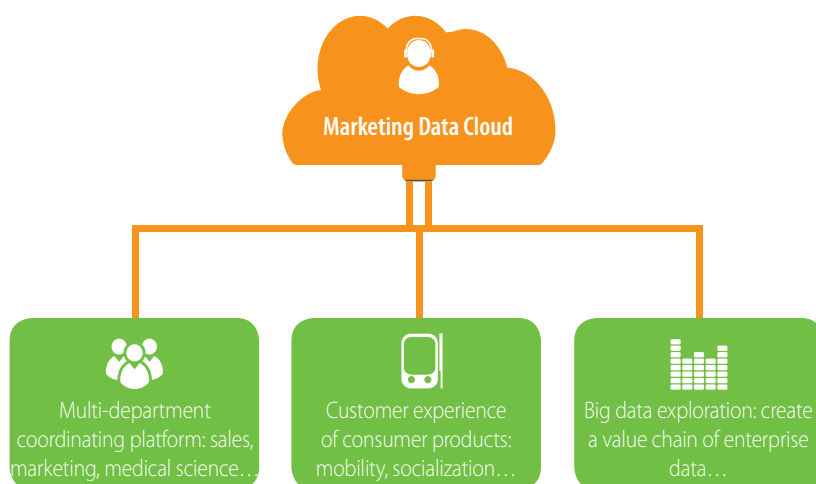 Marketing Data Cloud
Multi-department
coordinating platform: sales,
marketing, medical science…
Customer experience
of consumer products:
mobility, socialization…
Big data exploration: create
a value chain of enterprise
data…